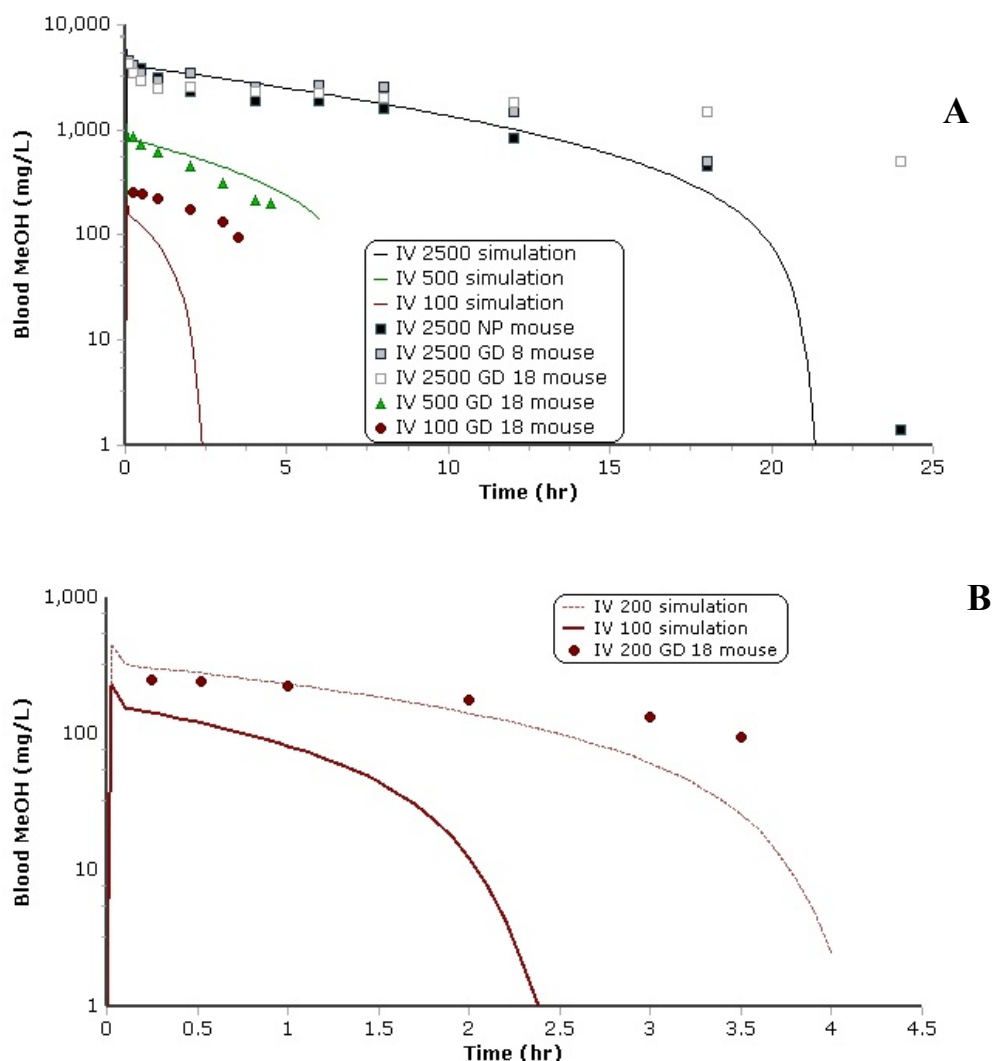 10,000
1,000
100
10
1
Blood MeOH (mg/L)
A
IV 2500 simulation
IV 500 simulation
IV 100 simulation
IV 2500 NP mouse
IV 2500 GD 8 mouse
IV 2500 GD 18 mouse
IV 500 GD 18 mouse
IV 100 GD 18 mouse
0 5 10 15 20 25
Time (hr)
1,000
100
10
1
Blood MeOH (mg/L)
B
IV 200 simulation
IV 100 simulation
IV 200 GD 18 mouse
0 0.5 1 1.5 2 2.5 3 3.5 4 4.5
Time (hr)